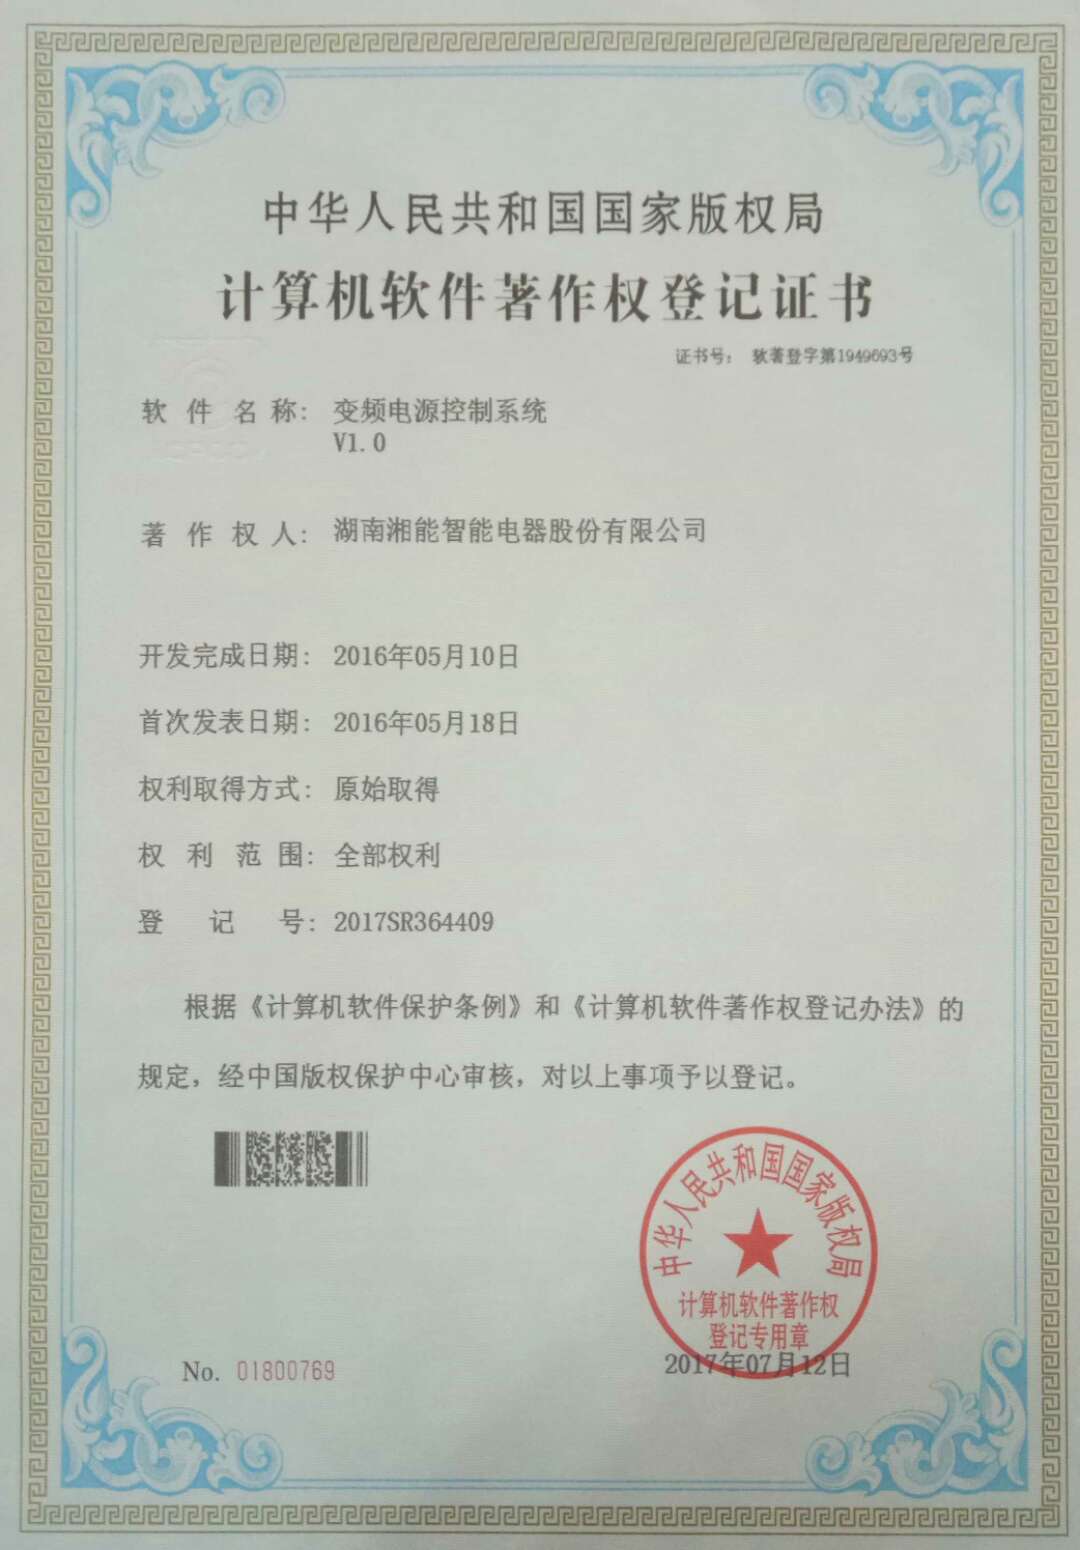 中华人民共和国国家版权局
计算机软件著作权登记证书
证书号： 软著登字第1949693号
软件名称： 变频电源控制系统
V1.0
著作权人： 湖南湘能智能电器股份有限公司
开发完成日期： 2016年05月10日
首次发表日期： 2016年05月18日
权利取得方式： 原始取得
权利范围： 全部权利
登记号： 2017SR364409
根据《计算机软件保护条例》和《计算机软件著作权登记办法》的
规定，经中国版权保护中心审核，对以上事项予以登记。
中华人民共和国国家版权局
计算机软件著作权
登记专用章
No. 01800769
2017年07月12日